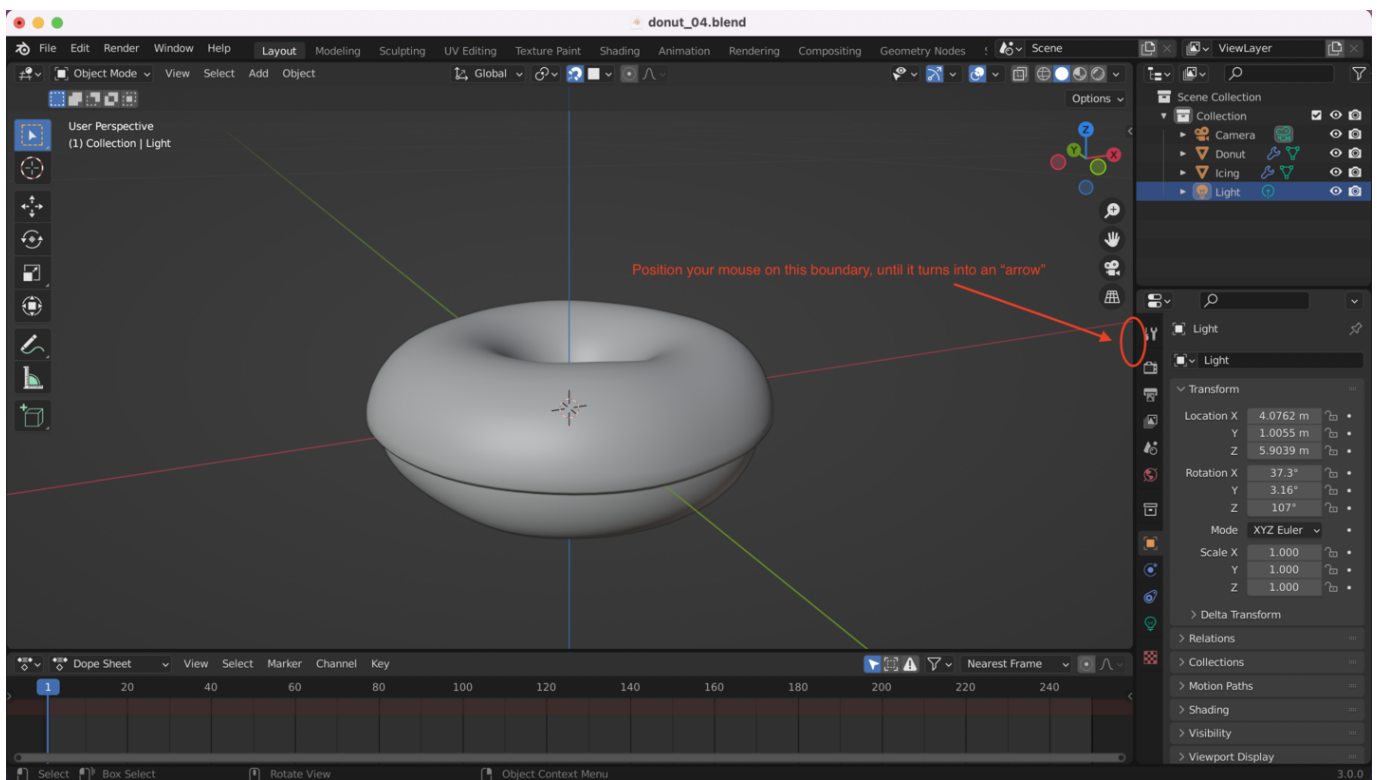 donut_04.blend
File Edit Render Window Help Layout Modeling Sculpting UV Editing Texture Paint Shading Animation Rendering Compositing Geometry Nodes Scene ViewLayer
Object Mode View Select Add Object Global
Options
User Perspective
(1) Collection | Light
Z
Y
X
Position your mouse on this boundary, until it turns into an “arrow”
Scene Collection
Collection
Camera
Donut
Icing
Light
Light
Light
Transform
Location X 4.0762 m
Y 1.0055 m
Z 5.9039 m
Rotation X 37.3°
Y 3.16°
Z 107°
Mode XYZ Euler
Scale X 1.000
Y 1.000
Z 1.000
Delta Transform
Relations
Collections
Motion Paths
Shading
Visibility
Viewport Display
Dope Sheet View Select Marker Channel Key Nearest Frame
1 20 40 60 80 100 120 140 160 180 200 220 240
Select Box Select Rotate View Object Context Menu 3.0.0